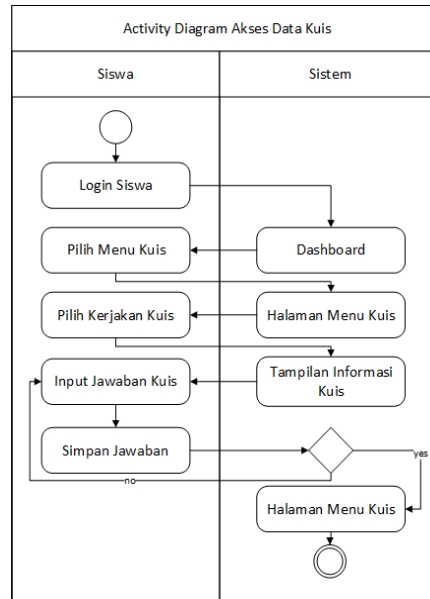 Activity Diagram Akses Data Kuis
Siswa
Sistem
Login Siswa
Pilih Menu Kuis
Dashboard
Pilih Kerjakan Kuis
Halaman Menu Kuis
Input Jawaban Kuis
Tampilan Informasi
Kuis
Simpan Jawaban
yes
no
Halaman Menu Kuis